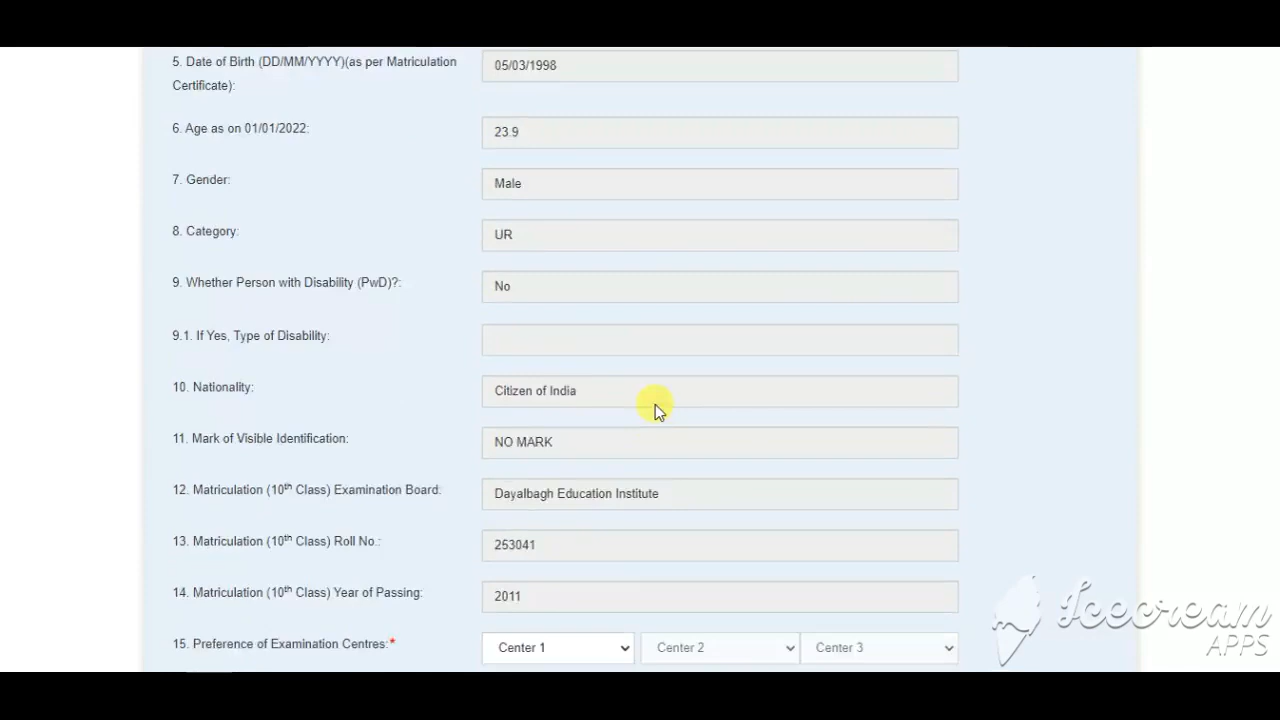 5. Date of Birth (DD/MM/YYYY)(as per Matriculation
Certificate):
05/03/1998
6. Age as on 01/01/2022:
23.9
7. Gender:
Male
8. Category:
UR
9. Whether Person with Disability (PwD)?:
No
9.1. If Yes, Type of Disability:
10. Nationality:
Citizen of India
11. Mark of Visible Identification:
NO MARK
12. Matriculation (10th Class) Examination Board:
Dayalbagh Education Institute
13. Matriculation (10th Class) Roll No.:
253041
14. Matriculation (10th Class) Year of Passing:
2011
15. Preference of Examination Centres:*
Center 1 Center 2 Center 3
Icecream
APPS